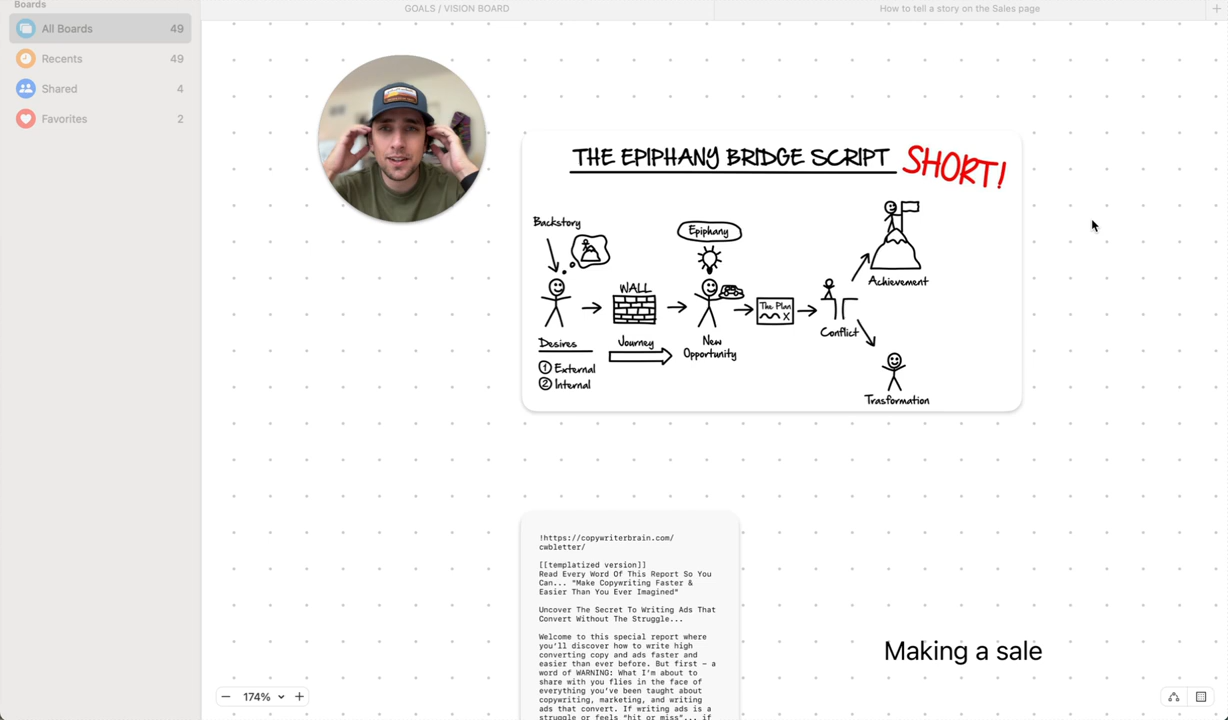 Boards
All Boards 49
Recents 49
Shared 4
Favorites 2
GOALS / VISION BOARD
How to tell a story on the Sales page
THE EPIPHANY BRIDGE SCRIPT SHORT!
Backstory
Epiphany
WALL
The Plan
X
Achievement
Conflict
Desires
Journey
New
Opportunity
1 External
2 Internal
Trasformation
!https://copywriterbrain.com/
cwbletter/
[[templatized version]]
Read Every Word Of This Report So You
Can... "Make Copywriting Faster &
Easier Than You Ever Imagined"
Uncover The Secret To Writing Ads That
Convert Without The Struggle...
Welcome to this special report where
you'll discover how to write high
converting copy and ads faster and
easier than ever before. But first – a
word of WARNING: What I'm about to
share with you flies in the face of
everything you've been taught about
copywriting, marketing, and writing
ads that convert. If writing ads is a
struggle or feels "hit or miss"... if
Making a sale
174%